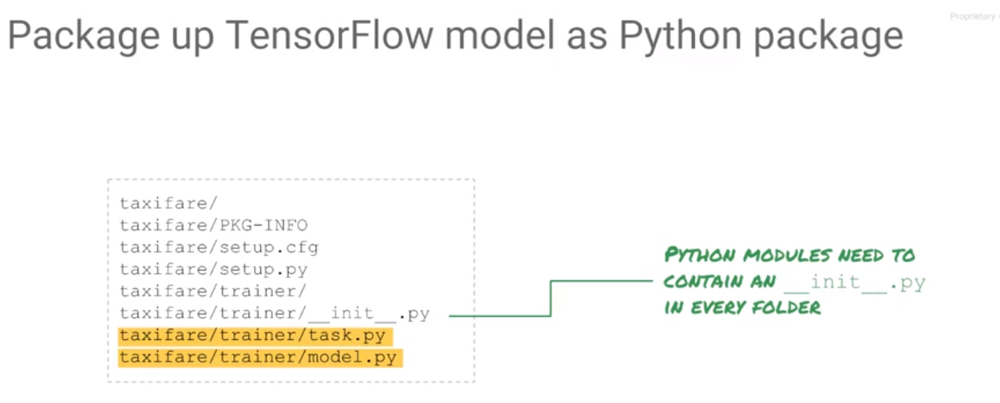 Proprietary
Package up TensorFlow model as Python package
taxifare/
taxifare/PKG-INFO
taxifare/setup.cfg
taxifare/setup.py
taxifare/trainer/
taxifare/trainer/__init__.py
taxifare/trainer/task.py
taxifare/trainer/model.py
PYTHON MODULES NEED TO
CONTAIN AN __init__.py
IN EVERY FOLDER